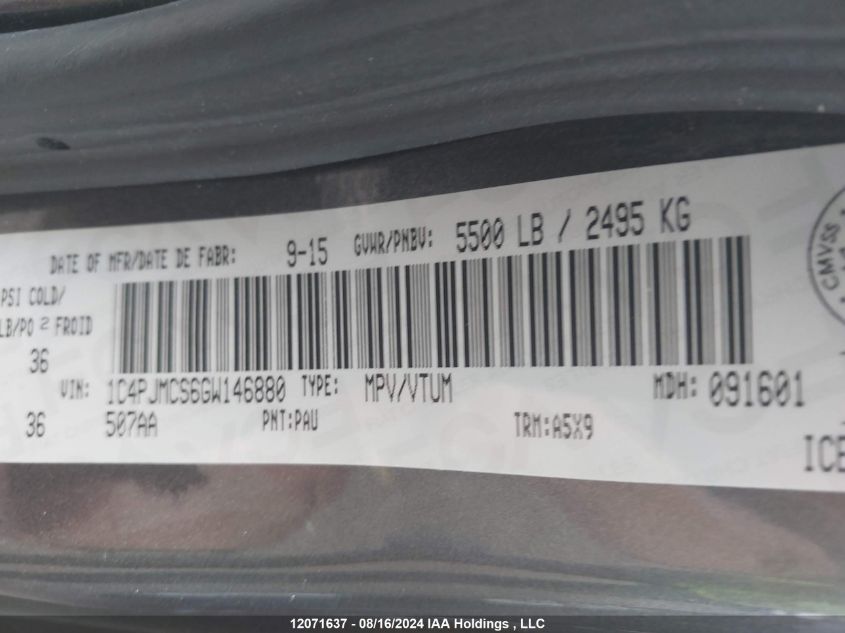 DATE OF MFR/DATE DE FABR: 9-15 GVWR/PNBV: 5500 LB / 2495 KG
PSI COLD/
LB/PO 2 FROID
36
VIN: 1C4PJMCS6GW146880 TYPE: MPV/VTUM MDH: 091601
36 507AA PNT:PAU TRM:A5X9
CMVSS
12071637 - 08/16/2024 IAA Holdings , LLC